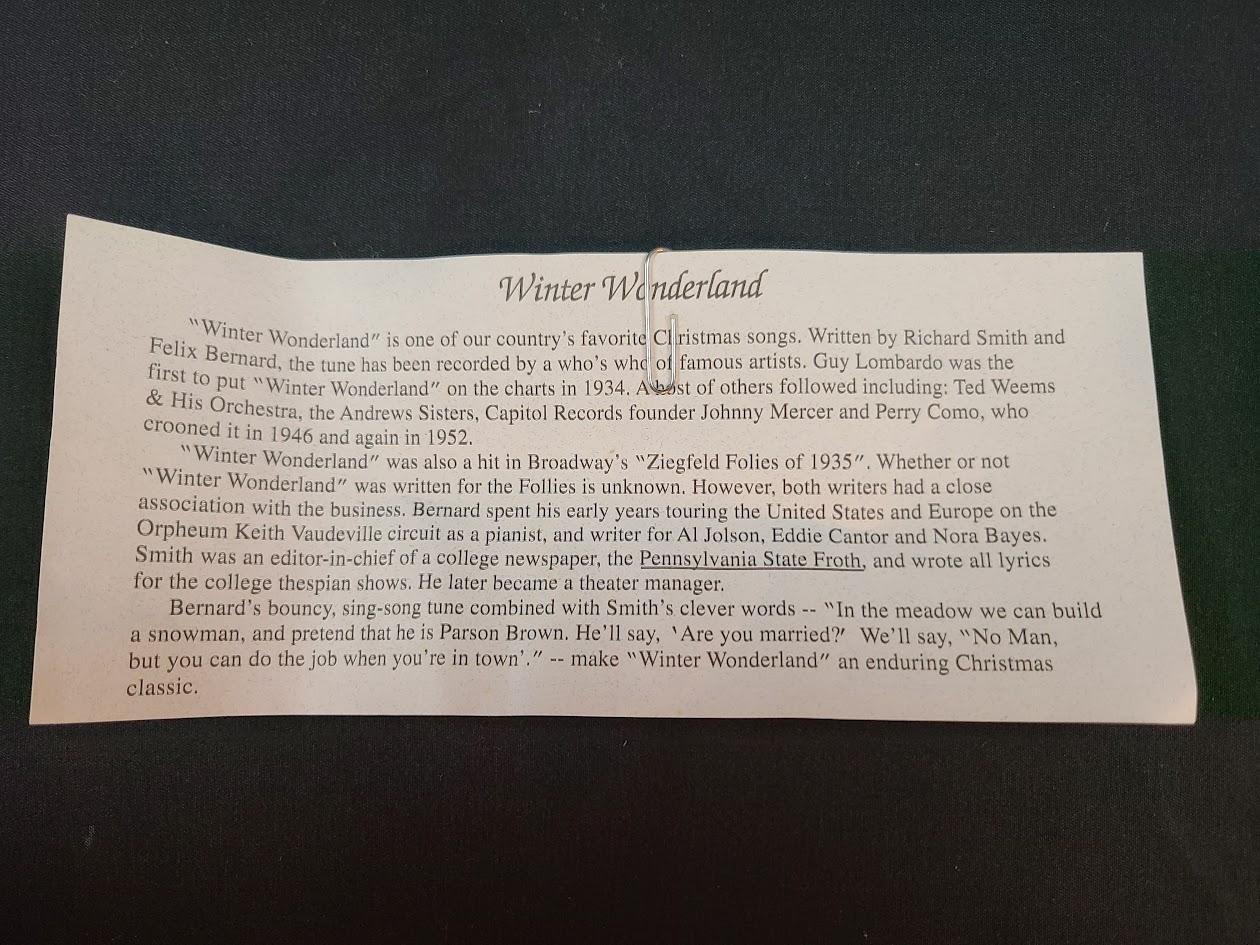 Winter Wonderland
“Winter Wonderland” is one of our country’s favorite Christmas songs. Written by Richard Smith and
Felix Bernard, the tune has been recorded by a who’s who of famous artists. Guy Lombardo was the
first to put “Winter Wonderland” on the charts in 1934. A host of others followed including: Ted Weems
& His Orchestra, the Andrews Sisters, Capitol Records founder Johnny Mercer and Perry Como, who
crooned it in 1946 and again in 1952.
“Winter Wonderland” was also a hit in Broadway’s “Ziegfeld Folies of 1935”. Whether or not
“Winter Wonderland” was written for the Follies is unknown. However, both writers had a close
association with the business. Bernard spent his early years touring the United States and Europe on the
Orpheum Keith Vaudeville circuit as a pianist, and writer for Al Jolson, Eddie Cantor and Nora Bayes.
Smith was an editor-in-chief of a college newspaper, the Pennsylvania State Froth, and wrote all lyrics
for the college thespian shows. He later became a theater manager.
Bernard’s bouncy, sing-song tune combined with Smith’s clever words -- “In the meadow we can build
a snowman, and pretend that he is Parson Brown. He’ll say, ‘Are you married?’ We’ll say, “No Man,
but you can do the job when you’re in town’.” -- make “Winter Wonderland” an enduring Christmas
classic.